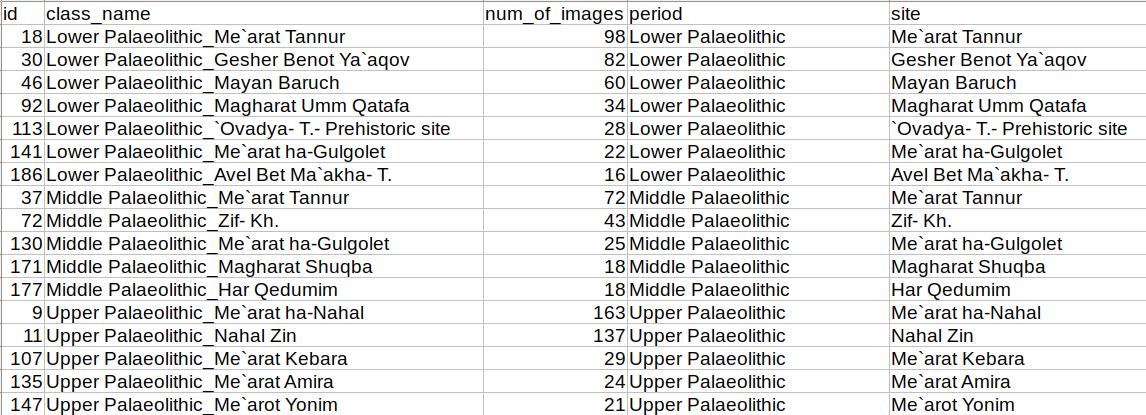 id class_name num_of_images period site
18 Lower Palaeolithic_Me`arat Tannur 98 Lower Palaeolithic Me`arat Tannur
30 Lower Palaeolithic_Gesher Benot Ya`aqov 82 Lower Palaeolithic Gesher Benot Ya`aqov
46 Lower Palaeolithic_Mayan Baruch 60 Lower Palaeolithic Mayan Baruch
92 Lower Palaeolithic_Magharat Umm Qatafa 34 Lower Palaeolithic Magharat Umm Qatafa
113 Lower Palaeolithic_`Ovadya- T.- Prehistoric site 28 Lower Palaeolithic `Ovadya- T.- Prehistoric site
141 Lower Palaeolithic_Me`arat ha-Gulgolet 22 Lower Palaeolithic Me`arat ha-Gulgolet
186 Lower Palaeolithic_Avel Bet Ma`akha- T. 16 Lower Palaeolithic Avel Bet Ma`akha- T.
37 Middle Palaeolithic_Me`arat Tannur 72 Middle Palaeolithic Me`arat Tannur
72 Middle Palaeolithic_Zif- Kh. 43 Middle Palaeolithic Zif- Kh.
130 Middle Palaeolithic_Me`arat ha-Gulgolet 25 Middle Palaeolithic Me`arat ha-Gulgolet
171 Middle Palaeolithic_Magharat Shuqba 18 Middle Palaeolithic Magharat Shuqba
177 Middle Palaeolithic_Har Qedumim 18 Middle Palaeolithic Har Qedumim
9 Upper Palaeolithic_Me`arat ha-Nahal 163 Upper Palaeolithic Me`arat ha-Nahal
11 Upper Palaeolithic_Nahal Zin 137 Upper Palaeolithic Nahal Zin
107 Upper Palaeolithic_Me`arat Kebara 29 Upper Palaeolithic Me`arat Kebara
135 Upper Palaeolithic_Me`arat Amira 24 Upper Palaeolithic Me`arat Amira
147 Upper Palaeolithic_Me`arot Yonim 21 Upper Palaeolithic Me`arot Yonim